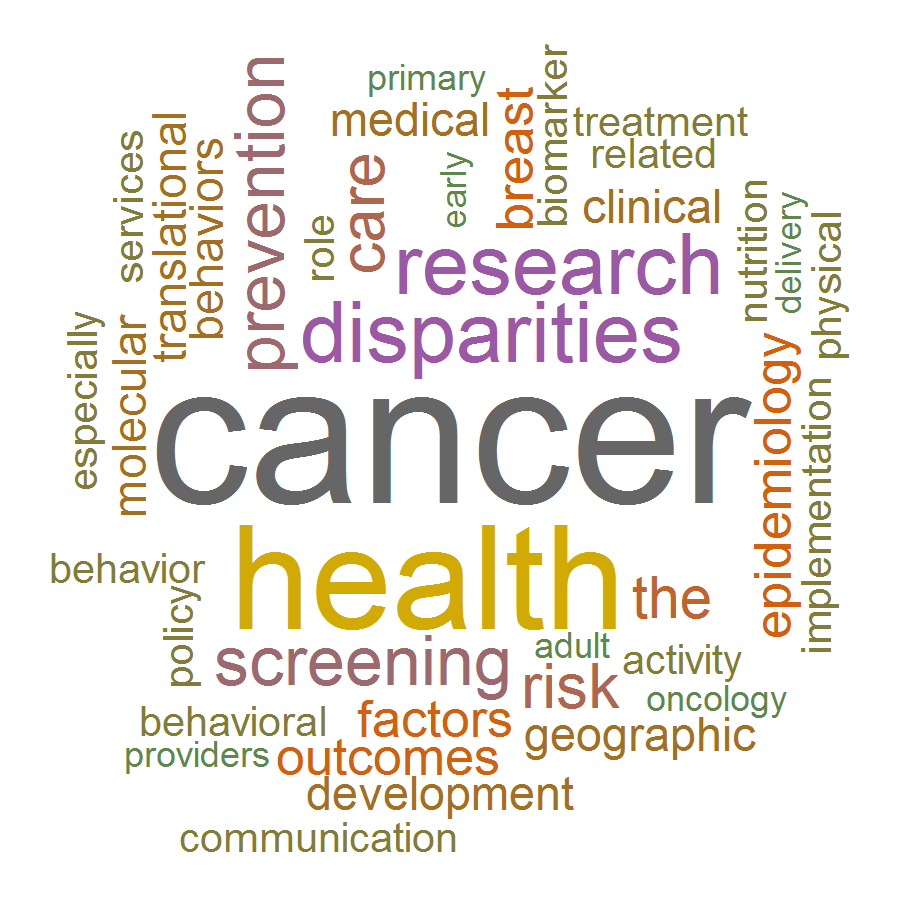 primary
medical
prevention
breast
biomarker
treatment
related
services
translational
behaviors
role
care
early
clinical
research
nutrition
delivery
physical
disparities
especially
molecular
cancer
epidemiology
implementation
health
behavior
the
policy
screening
adult
activity
risk
oncology
behavioral
factors
geographic
providers
outcomes
development
communication